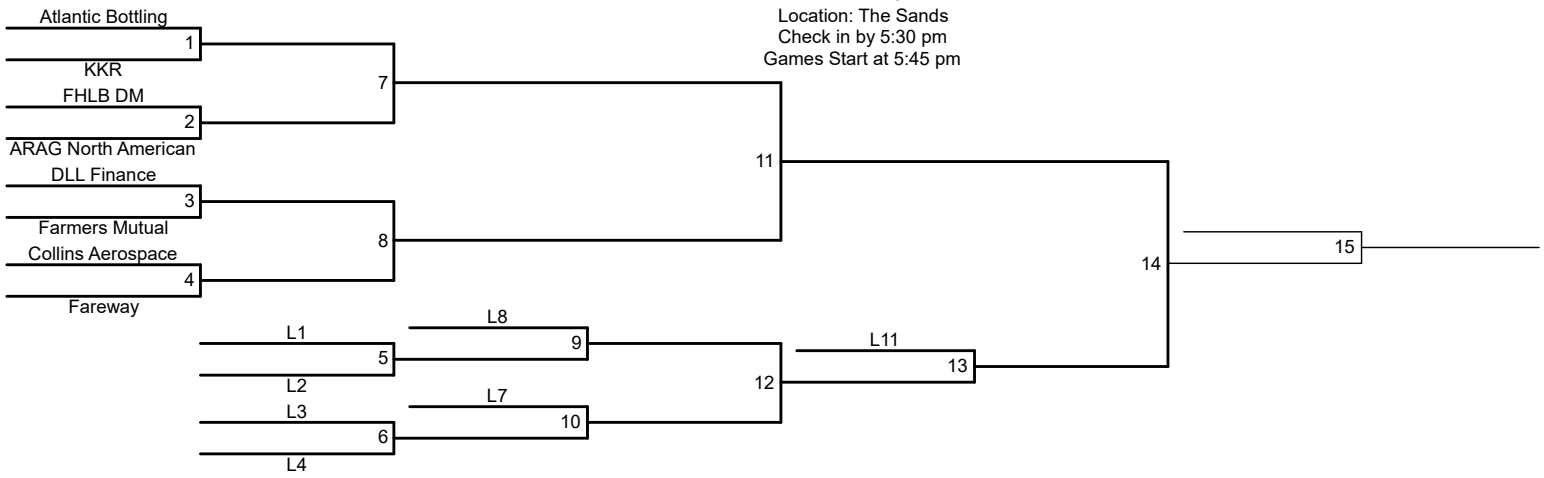 Atlantic Bottling
1
KKR
FHLB DM
2
ARAG North American
DLL Finance
3
Farmers Mutual
Collins Aerospace
4
Fareway
7
8
L1
5
L2
L3
6
L4
L8
9
L7
10
Location: The Sands
Check in by 5:30 pm
Games Start at 5:45 pm
11
12
L11
13
14
15